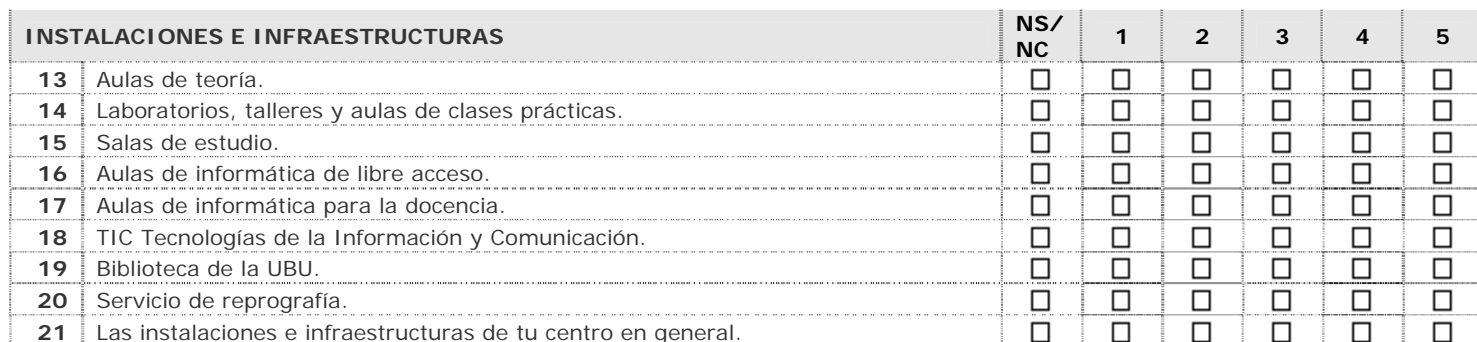 INSTALACIONES E INFRAESTRUCTURAS NS/NC 1 2 3 4 5
13 Aulas de teoría.
14 Laboratorios, talleres y aulas de clases prácticas.
15 Salas de estudio.
16 Aulas de informática de libre acceso.
17 Aulas de informática para la docencia.
18 TIC Tecnologías de la Información y Comunicación.
19 Biblioteca de la UBU.
20 Servicio de reprografía.
21 Las instalaciones e infraestructuras de tu centro en general.